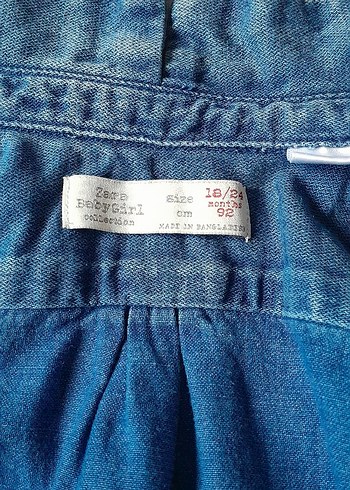 Zara
BabyGirl
collection
size
cm
18/24
months
92
MADE IN BANGLADESH